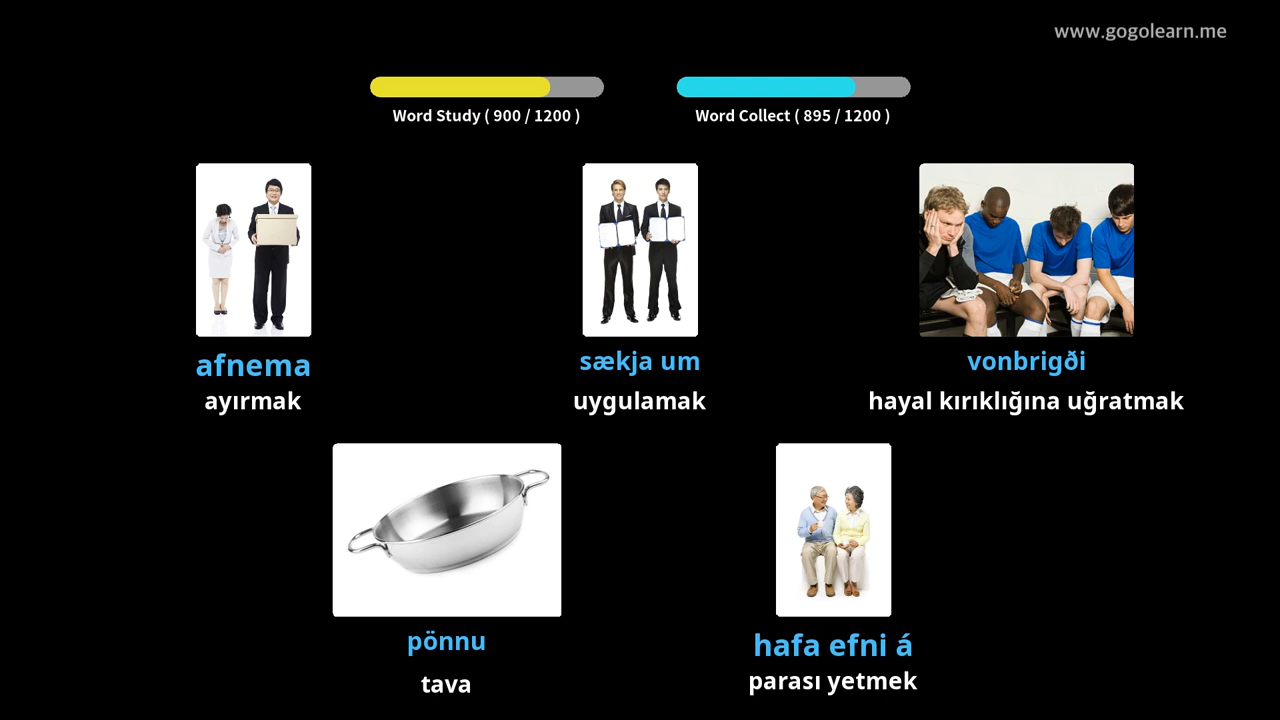 www.gogolearn.me
Word Study ( 900 / 1200 )
Word Collect ( 895 / 1200 )
afnema
ayırmak
sækja um
uygulamak
vonbrigði
hayal kırıklığına uğratmak
pönnu
tava
hafa efni á
parası yetmek